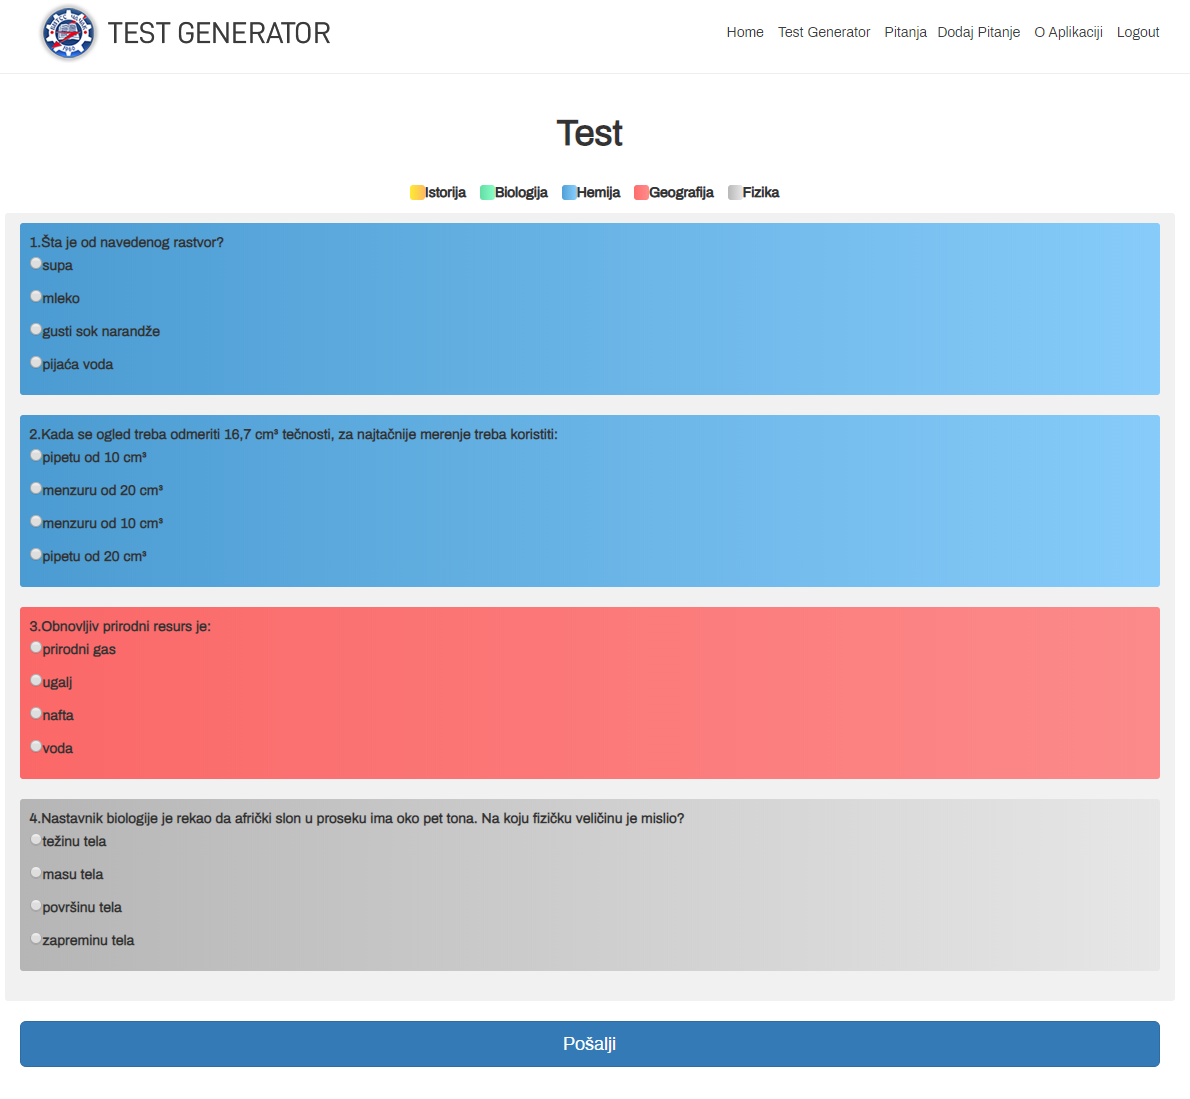 TEST GENERATOR
Home Test Generator Pitanja Dodaj Pitanje O Aplikaciji Logout
Test
Istorija Biologija Hemija Geografija Fizika
1.Šta je od navedenog rastvor?
supa
mleko
gusti sok narandže
pijaća voda
2.Kada se ogled treba odmeriti 16,7 cm³ tečnosti, za najtačnije merenje treba koristiti:
pipetu od 10 cm³
menzuru od 20 cm³
menzuru od 10 cm³
pipetu od 20 cm³
3.Obnovljiv prirodni resurs je:
prirodni gas
ugalj
nafta
voda
4.Nastavnik biologije je rekao da afrički slon u proseku ima oko pet tona. Na koju fizičku veličinu je mislio?
težinu tela
masu tela
površinu tela
zapreminu tela
Pošalji